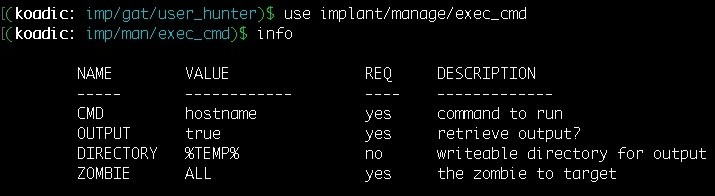 [(koadic: imp/gat/user_hunter)$ use implant/manage/exec_cmd
[(koadic: imp/man/exec_cmd)$ info
NAME VALUE REQ DESCRIPTION
----- ------------ ---- -------------
CMD hostname yes command to run
OUTPUT true yes retrieve output?
DIRECTORY %TEMP% no writeable directory for output
ZOMBIE ALL yes the zombie to target